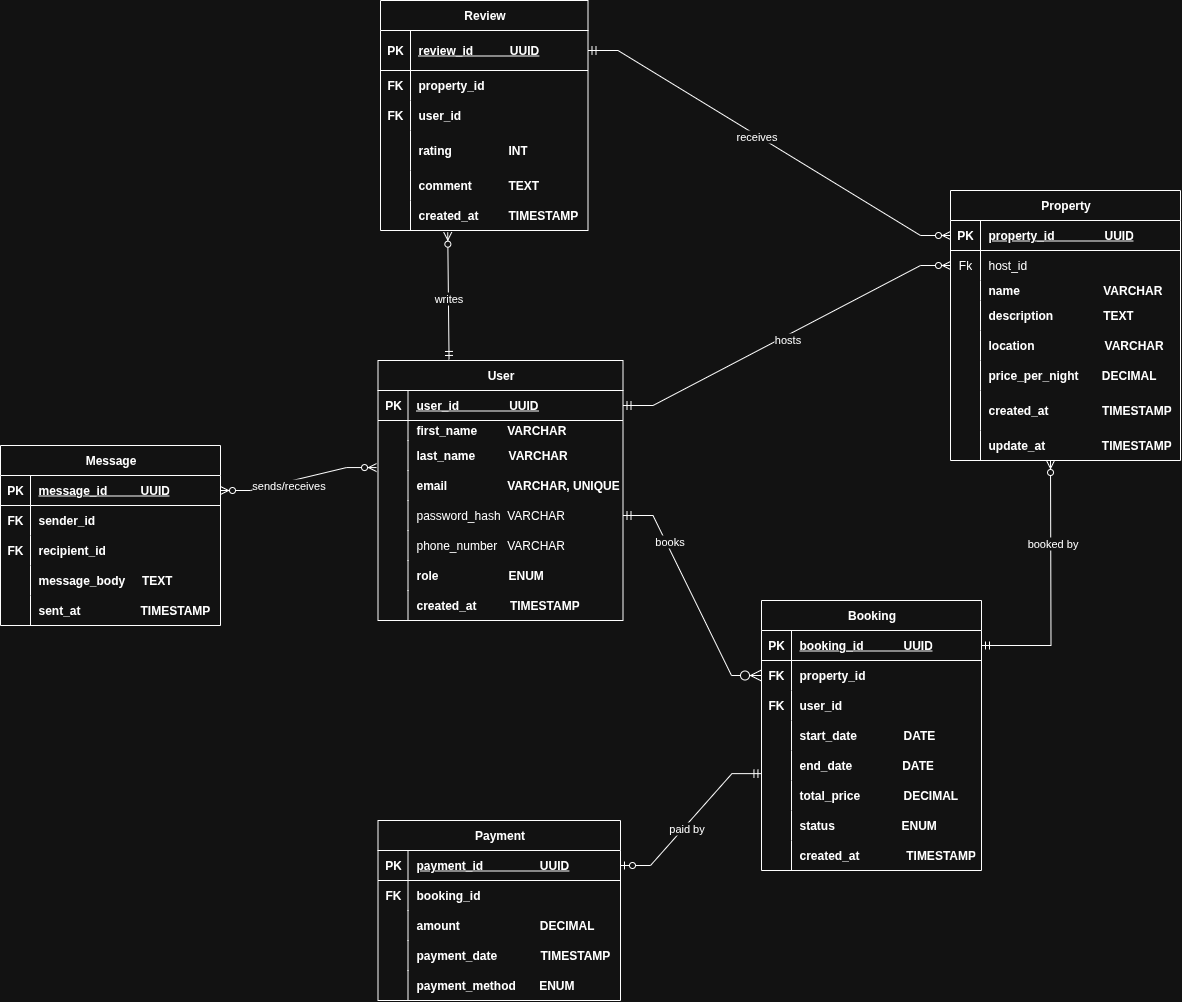 Review
PK review_id UUID
FK property_id
FK user_id
rating INT
comment TEXT
created_at TIMESTAMP
receives
Property
PK property_id UUID
Fk host_id
name VARCHAR
description TEXT
location VARCHAR
price_per_night DECIMAL
created_at TIMESTAMP
update_at TIMESTAMP
writes
hosts
User
PK user_id UUID
first_name VARCHAR
last_name VARCHAR
email VARCHAR, UNIQUE
password_hash VARCHAR
phone_number VARCHAR
role ENUM
created_at TIMESTAMP
Message
PK message_id UUID
FK sender_id
FK recipient_id
message_body TEXT
sent_at TIMESTAMP
sends/receives
books
booked by
Booking
PK booking_id UUID
FK property_id
FK user_id
start_date DATE
end_date DATE
total_price DECIMAL
status ENUM
created_at TIMESTAMP
paid by
Payment
PK payment_id UUID
FK booking_id
amount DECIMAL
payment_date TIMESTAMP
payment_method ENUM